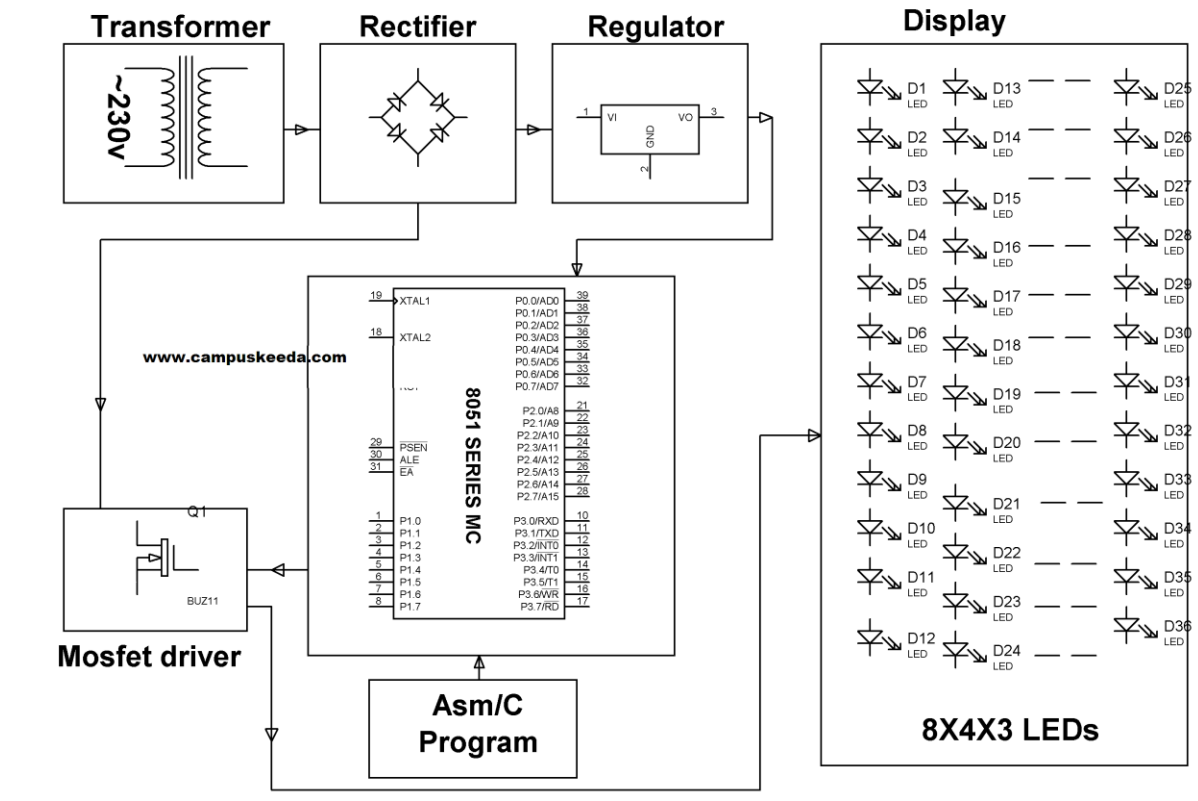 Transformer
Rectifier
Regulator
Display
~230v
1
VI
VO
3
GND
2
D1
LED
D2
LED
D3
LED
D4
LED
D5
LED
D6
LED
D7
LED
D8
LED
D9
LED
D10
LED
D11
LED
D12
LED
D13
LED
D14
LED
D15
LED
D16
LED
D17
LED
D18
LED
D19
LED
D20
LED
D21
LED
D22
LED
D23
LED
D24
LED
D25
LED
D26
LED
D27
LED
D28
LED
D29
LED
D30
LED
D31
LED
D32
LED
D33
LED
D34
LED
D35
LED
D36
LED
8X4X3 LEDs
www.campuskeeda.com
19 XTAL1
18 XTAL2
29 PSEN
30 ALE
31 EA
1 P1.0
2 P1.1
3 P1.2
4 P1.3
5 P1.4
6 P1.5
7 P1.6
8 P1.7
8051 SERIES MC
P0.0/AD0 39
P0.1/AD1 38
P0.2/AD2 37
P0.3/AD3 36
P0.4/AD4 35
P0.5/AD5 34
P0.6/AD6 33
P0.7/AD7 32
P2.0/A8 21
P2.1/A9 22
P2.2/A10 23
P2.3/A11 24
P2.4/A12 25
P2.5/A13 26
P2.6/A14 27
P2.7/A15 28
P3.0/RXD 10
P3.1/TXD 11
P3.2/INT0 12
P3.3/INT1 13
P3.4/T0 14
P3.5/T1 15
P3.6/WR 16
P3.7/RD 17
Q1
BUZ11
Mosfet driver
Asm/C
Program